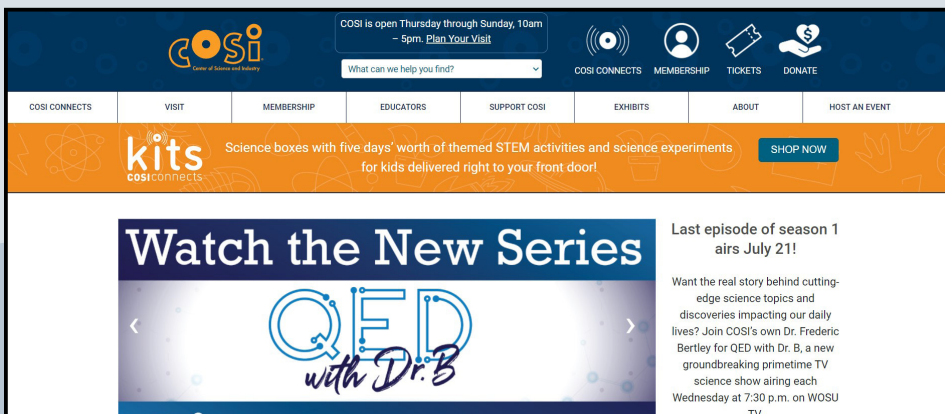 COSI
Center of Science and Industry
COSI is open Thursday through Sunday, 10am
– 5pm. Plan Your Visit
What can we help you find?
COSI CONNECTS
MEMBERSHIP
TICKETS
DONATE
COSI CONNECTS
VISIT
MEMBERSHIP
EDUCATORS
SUPPORT COSI
EXHIBITS
ABOUT
HOST AN EVENT
kits
COSI connects
Science boxes with five days' worth of themed STEM activities and science experiments
for kids delivered right to your front door!
SHOP NOW
Watch the New Series
QED
with Dr. B
Last episode of season 1
airs July 21!
Want the real story behind cutting-
edge science topics and
discoveries impacting our daily
lives? Join COSI's own Dr. Frederic
Bertley for QED with Dr. B, a new
groundbreaking primetime TV
science show airing each
Wednesday at 7:30 p.m. on WOSU
TV